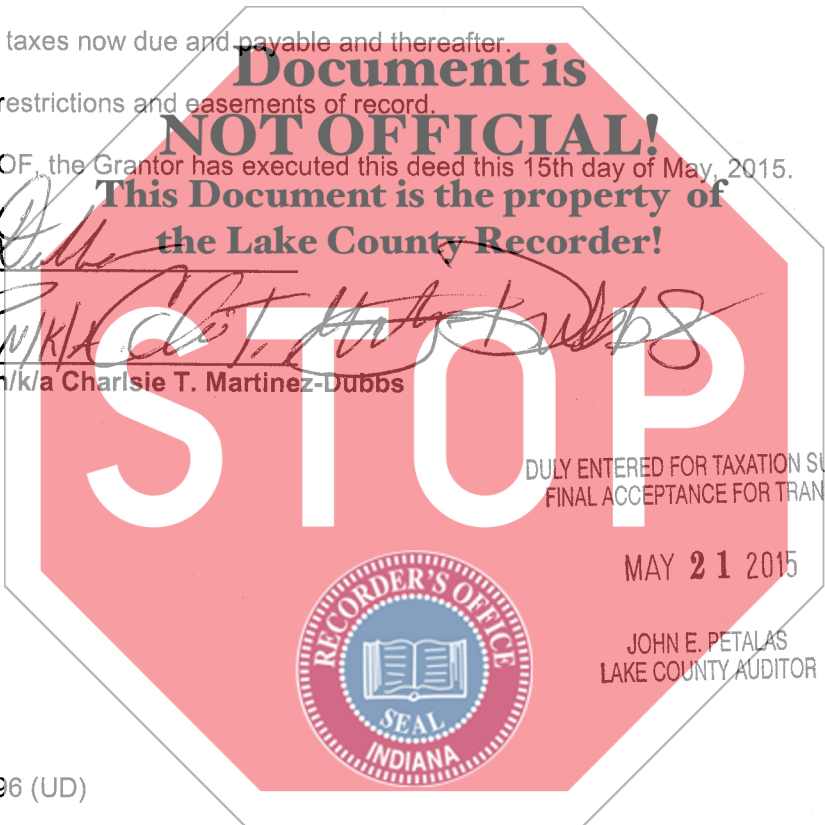 taxes now due and payable and thereafter.
Document is
restrictions and easements of record.
NOT OFFICIAL!
OF, the Grantor has executed this deed this 15th day of May, 2015.
This Document is the property of
the Lake County Recorder!
Dubbs
n/k/a
Dubbs
n/k/a Charlsie T. Martinez-Dubbs
STOP
DULY ENTERED FOR TAXATION SU
FINAL ACCEPTANCE FOR TRAN
MAY 21 2015
JOHN E. PETALAS
LAKE COUNTY AUDITOR
RECORDER'S OFFICE
SEAL
INDIANA
96 (UD)